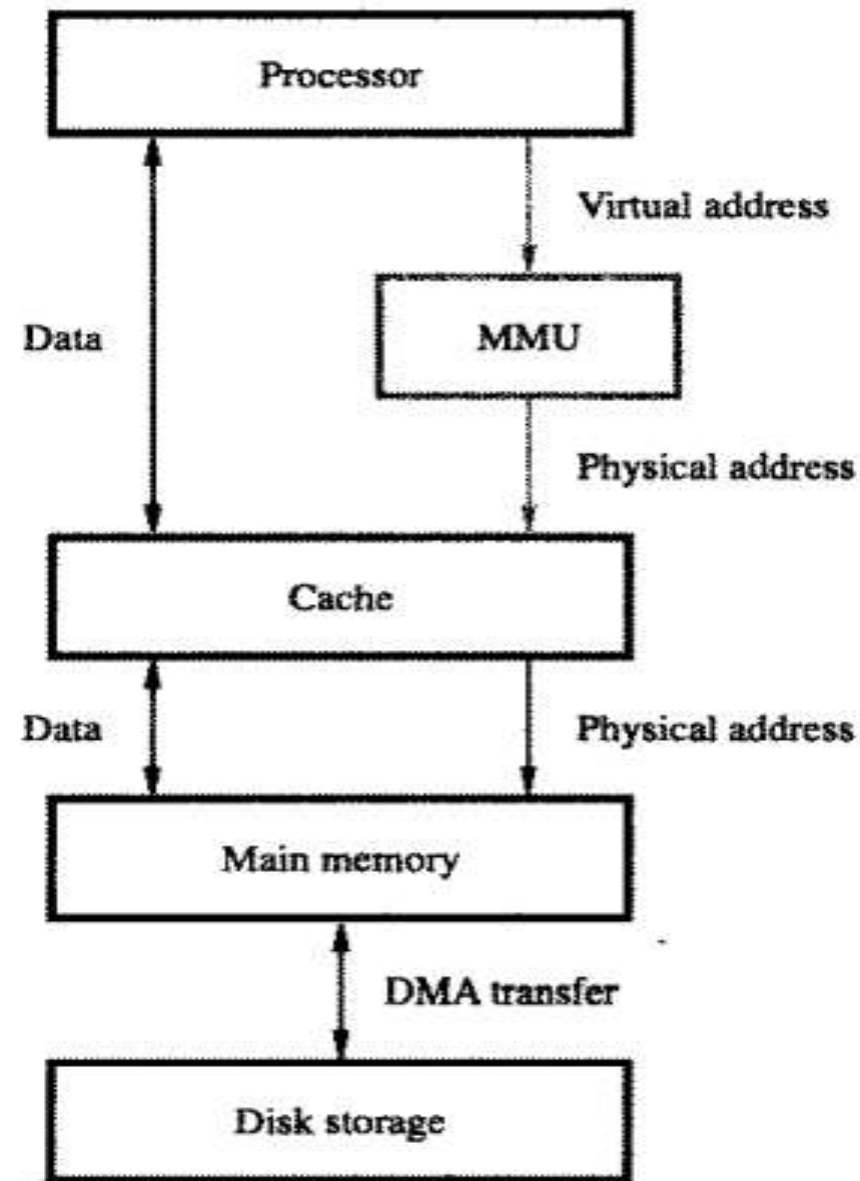 Processor
Virtual address
Data
MMU
Physical address
Cache
Data
Physical address
Main memory
DMA transfer
Disk storage